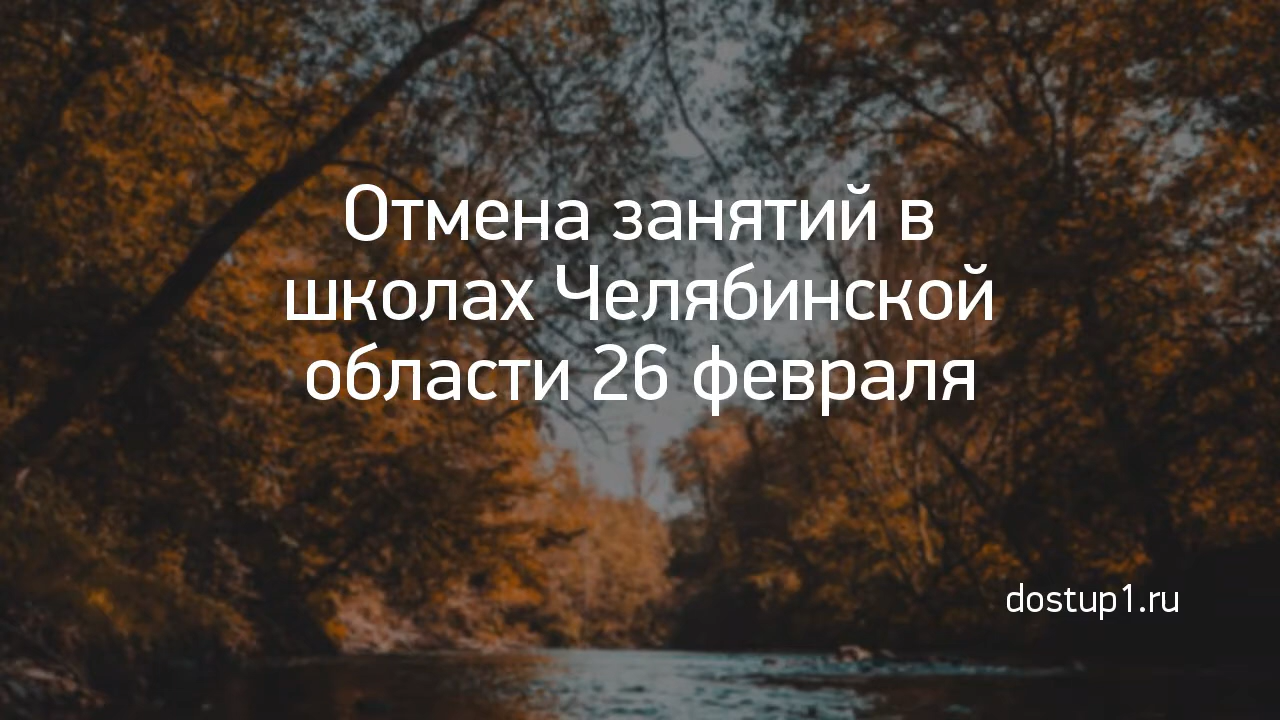 Отмена занятий в
школах Челябинской
области 26 февраля
dostup1.ru